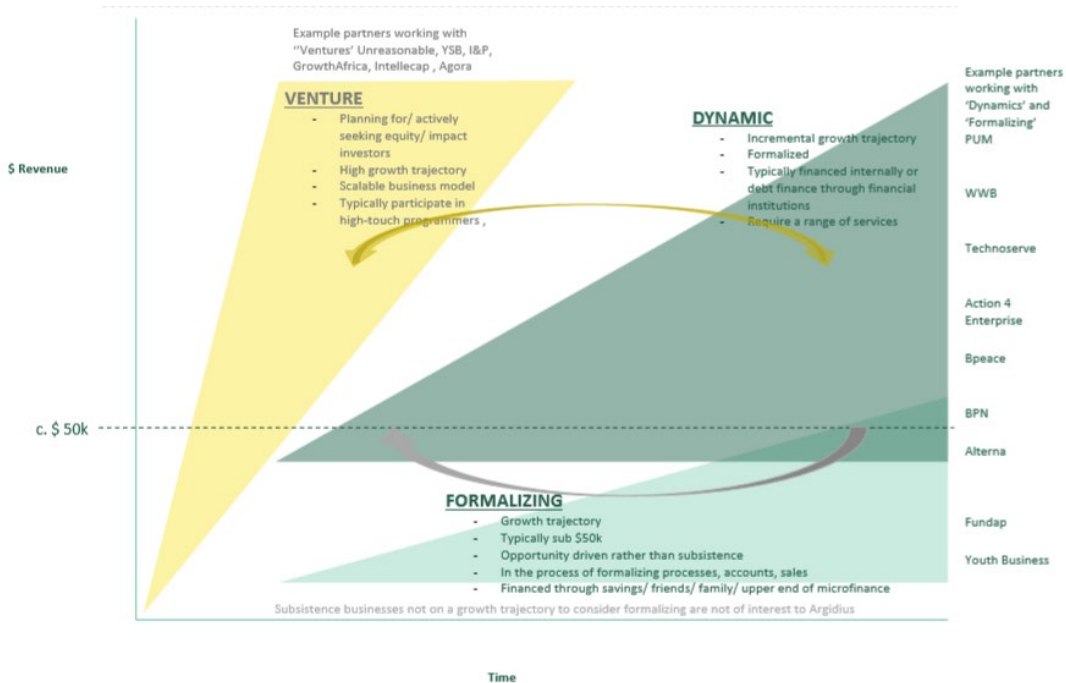 Example partners working with
"Ventures' Unreasonable, YSB, I&P,
GrowthAfrica, Intellecap , Agora
VENTURE
- Planning for/ actively
seeking equity/ impact
investors
- High growth trajectory
- Scalable business model
- Typically participate in
high-touch programmers ,
DYNAMIC
- Incremental growth trajectory
- Formalized
- Typically financed internally or
debt finance through financial
institutions
- Require a range of services
Example partners
working with
'Dynamics' and
'Formalizing'
PUM
WWB
Technoserve
Action 4
Enterprise
Bpeace
BPN
Alterna
Fundap
Youth Business
$ Revenue
c. $ 50k
FORMALIZING
- Growth trajectory
- Typically sub $50k
- Opportunity driven rather than subsistence
- In the process of formalizing processes, accounts, sales
- Financed through savings/ friends/ family/ upper end of microfinance
Subsistence businesses not on a growth trajectory to consider formalizing are not of interest to Argidius
Time